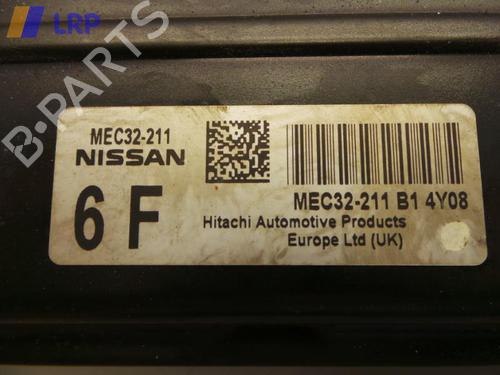 LRP
B-PARTS
MEC32-211
NISSAN
6 F
MEC32-211 B1 4Y08
Hitachi Automotive Products
Europe Ltd (UK)